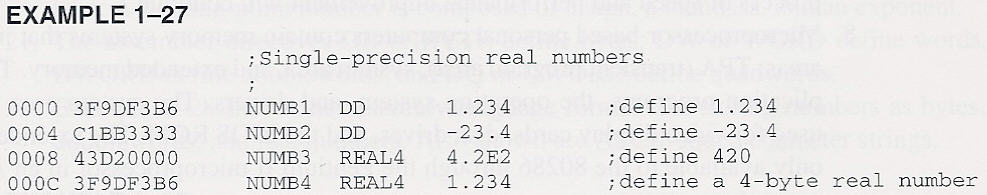 EXAMPLE 1–27
;Single-precision real numbers
;
0000 3F9DF3B6 NUMB1 DD 1.234 ;define 1.234
0004 C1BB3333 NUMB2 DD -23.4 ;define -23.4
0008 43D20000 NUMB3 REAL4 4.2E2 ;define 420
000C 3F9DF3B6 NUMB4 REAL4 1.234 ;define a 4-byte real number